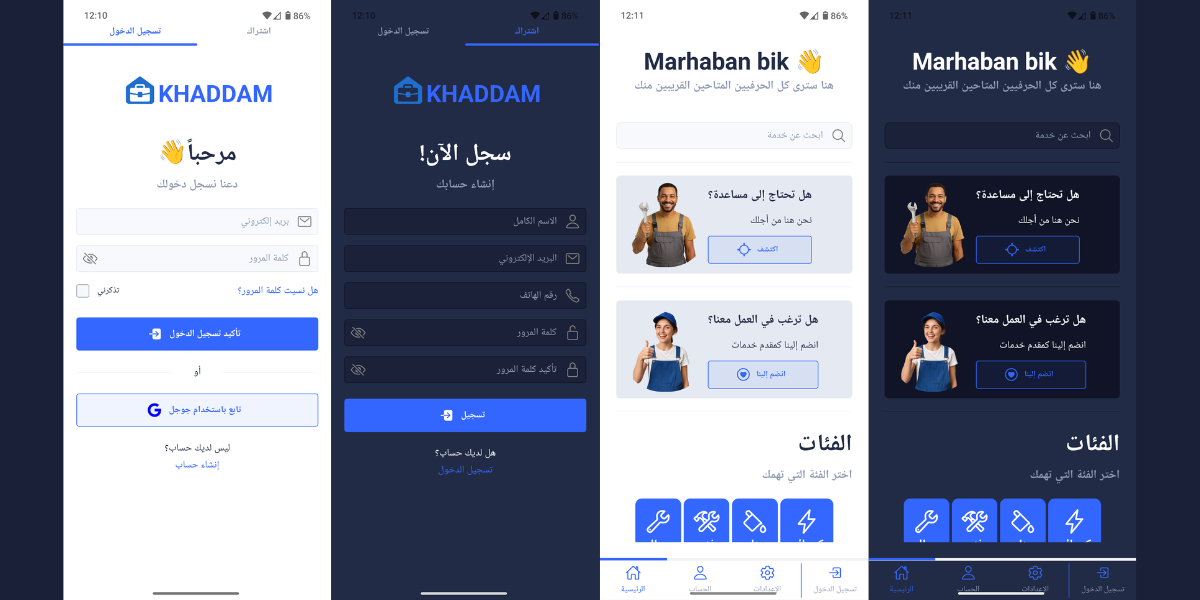 12:10
86%
تسجيل الدخول
اشتراك
KHADDAM
مرحباً👋
دعنا نسجل دخولك
بريد إلكتروني
كلمة المرور
تذكرني
هل نسيت كلمة المرور؟
تأكيد تسجيل الدخول
أو
تابع باستخدام جوجل
ليس لديك حساب؟
إنشاء حساب
12:10
86%
تسجيل الدخول
اشتراك
KHADDAM
سجل الآن!
إنشاء حسابك
الاسم الكامل
البريد الإلكتروني
رقم الهاتف
كلمة المرور
تأكيد كلمة المرور
تسجيل
هل لديك حساب؟
تسجيل الدخول
12:11
86%
Marhaban bik 👋
هنا سترى كل الحرفيين المتاحين القريبين منك
ابحث عن خدمة
هل تحتاج إلى مساعدة؟
نحن هنا من أجلك
اكتشف
هل ترغب في العمل معنا؟
انضم إلينا كمقدم خدمات
انضم إلينا
الفئات
اختر الفئة التي تهمك
الرئيسية
الحساب
الإعدادات
تسجيل الدخول
12:11
86%
Marhaban bik 👋
هنا سترى كل الحرفيين المتاحين القريبين منك
ابحث عن خدمة
هل تحتاج إلى مساعدة؟
نحن هنا من أجلك
اكتشف
هل ترغب في العمل معنا؟
انضم إلينا كمقدم خدمات
انضم إلينا
الفئات
اختر الفئة التي تهمك
الرئيسية
الحساب
الإعدادات
تسجيل الدخول